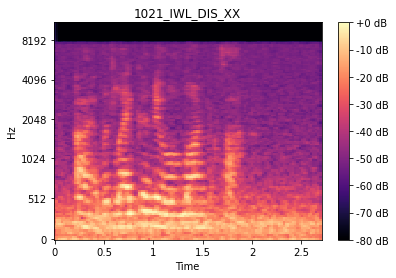 1021_IWL_DIS_XX
+0 dB
8192
-10 dB
4096
-20 dB
-30 dB
2048
Hz
-40 dB
1024
-50 dB
512
-60 dB
-70 dB
0
-80 dB
0 0.5 1 1.5 2 2.5
Time